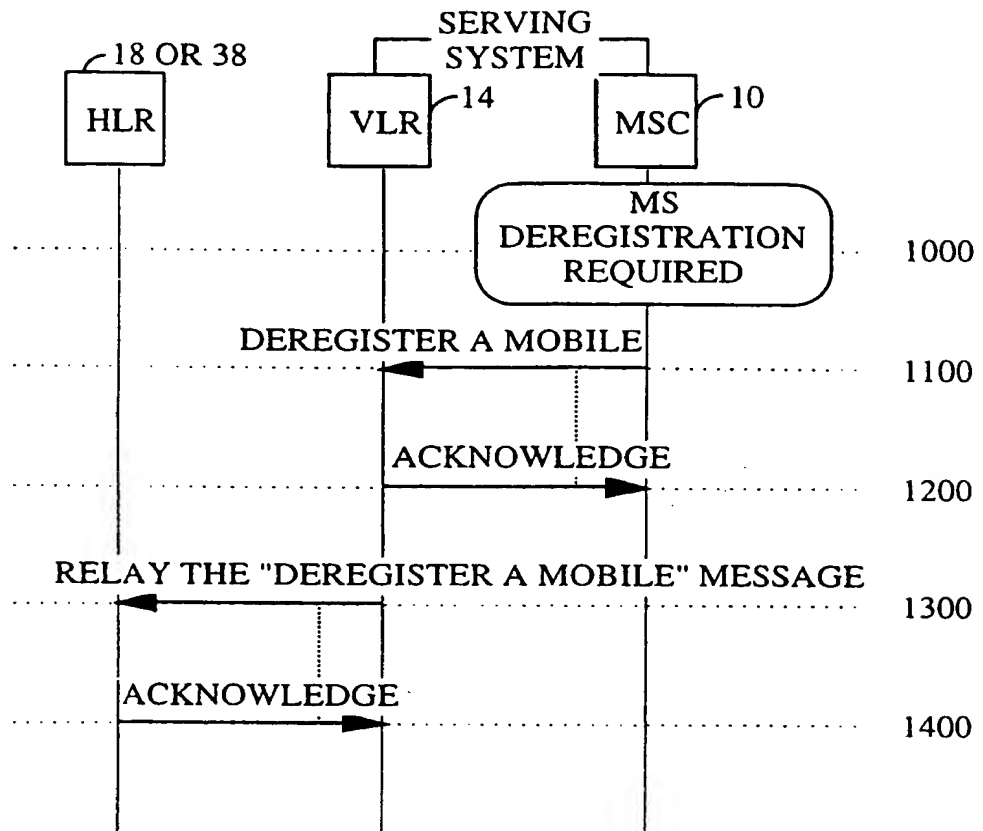 SERVING
SYSTEM
18 OR 38
14
10
HLR
VLR
MSC
MS
DEREGISTRATION
REQUIRED
1000
DEREGISTER A MOBILE
1100
ACKNOWLEDGE
1200
RELAY THE "DEREGISTER A MOBILE" MESSAGE
1300
ACKNOWLEDGE
1400